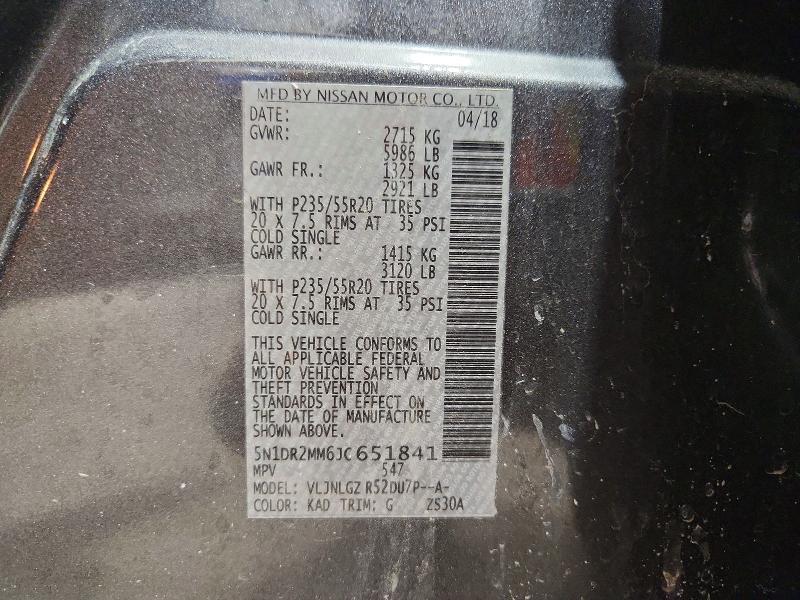 MFD BY NISSAN MOTOR CO., LTD.
DATE: 04/18
GVWR: 2715 KG
5986 LB
GAWR FR.: 1325 KG
2921 LB
WITH P235/55R20 TIRES
20 X 7.5 RIMS AT 35 PSI
COLD SINGLE
GAWR RR.: 1415 KG
3120 LB
WITH P235/55R20 TIRES
20 X 7.5 RIMS AT 35 PSI
COLD SINGLE
THIS VEHICLE CONFORMS TO
ALL APPLICABLE FEDERAL
MOTOR VEHICLE SAFETY AND
THEFT PREVENTION
STANDARDS IN EFFECT ON
THE DATE OF MANUFACTURE
SHOWN ABOVE.
5N1DR2MM6JC651841
MPV 547
MODEL: VLJNLGZ R52DU7P--A-
COLOR: KAD TRIM: G ZS30A